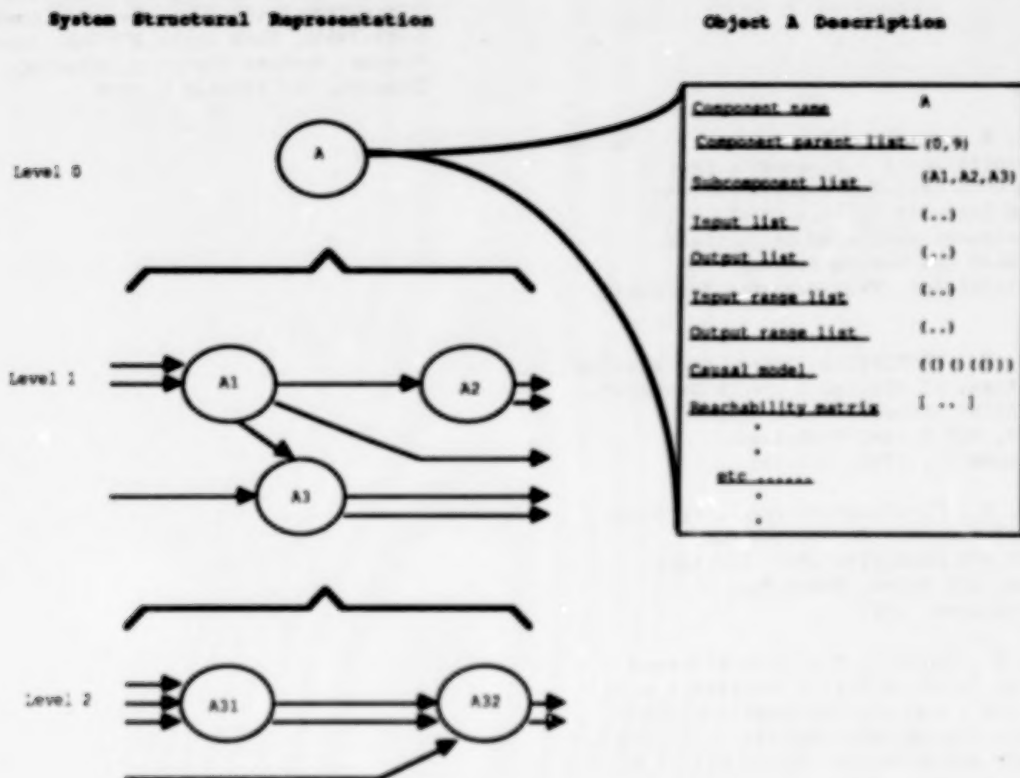 System Structural Representation
Object A Description
Level 0
A
Component name A
Component parent list (0,9)
Subcomponent list (A1,A2,A3)
Input list (..)
Output list (..)
Input range list (..)
Output range list (..)
Causal model (()()(()))
Reachability matrix [ .. ]
etc ......
Level 1
A1
A2
A3
Level 2
A31
A32